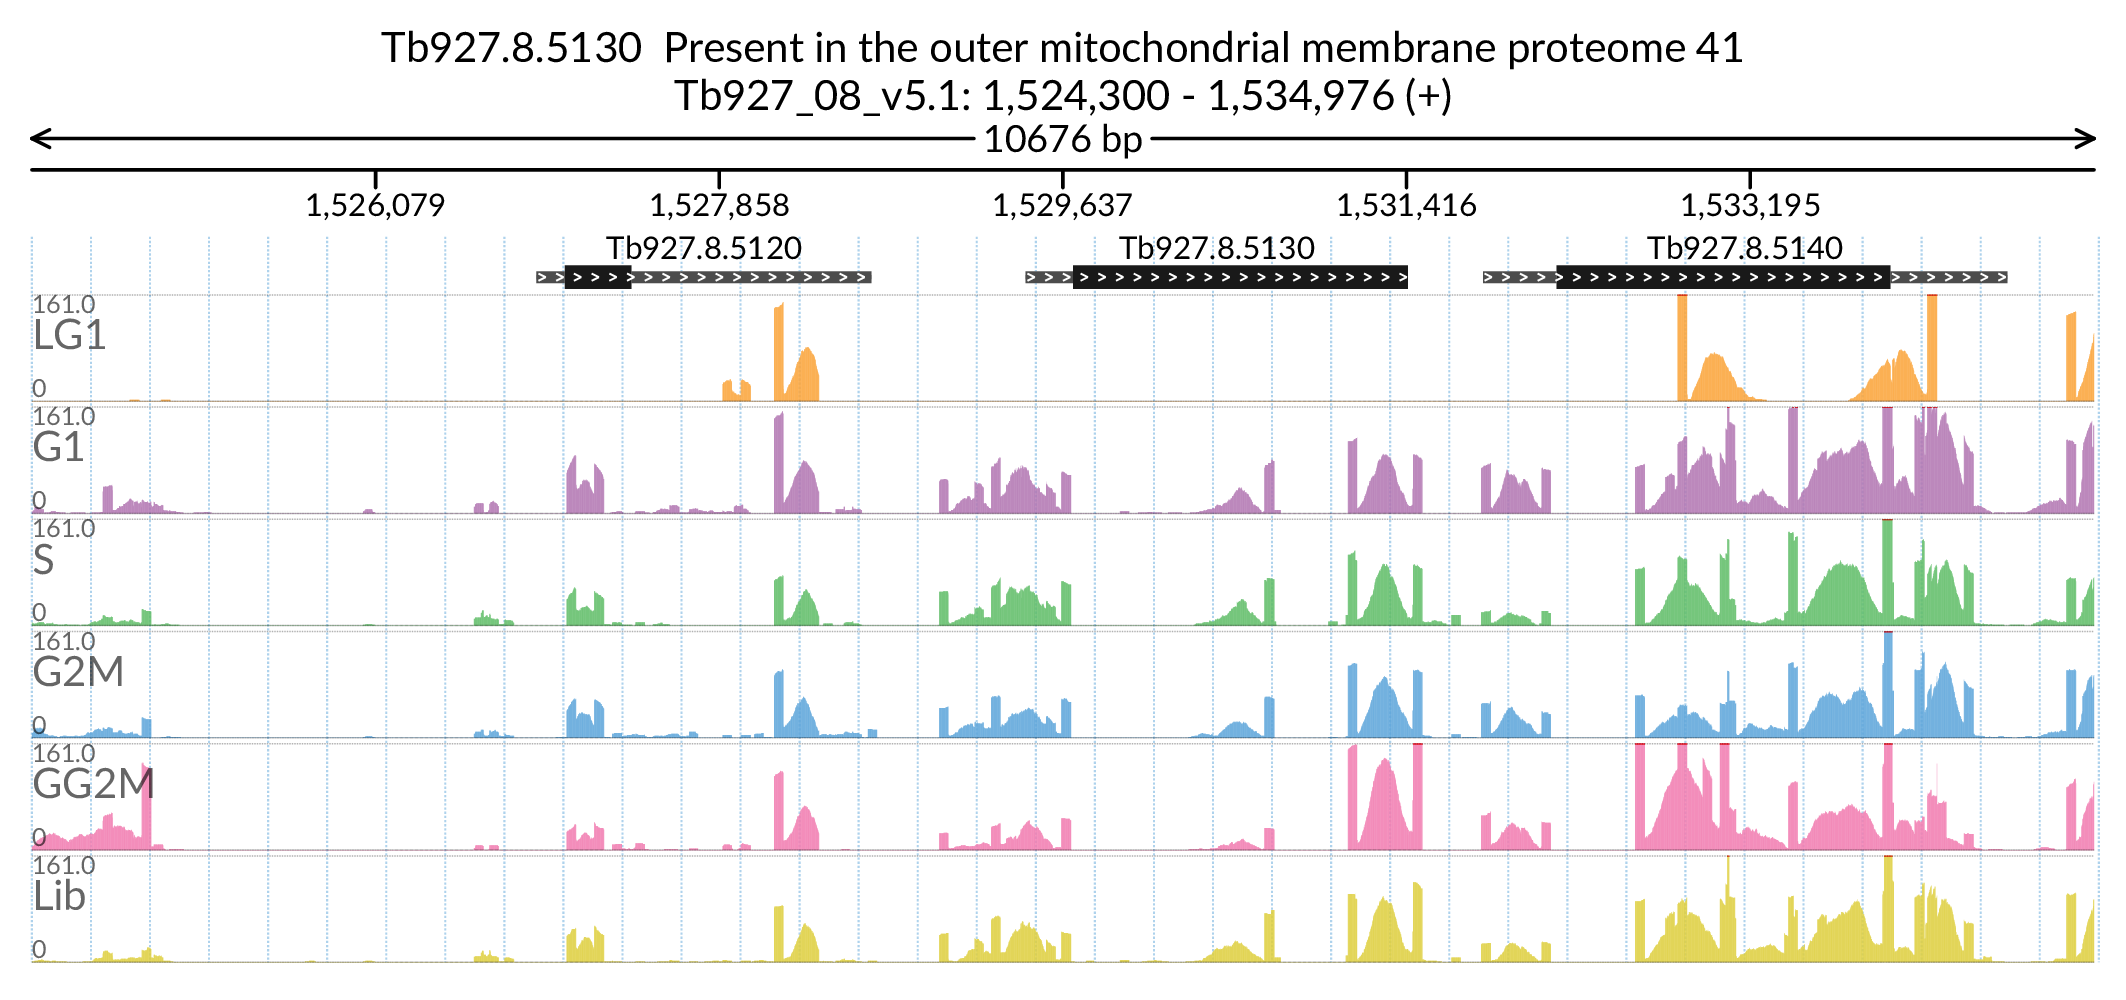 Tb927.8.5130  Present in the outer mitochondrial membrane proteome 41
Tb927_08_v5.1: 1,524,300 - 1,534,976 (+)
10676 bp
1,526,079 1,527,858 1,529,637 1,531,416 1,533,195
Tb927.8.5120 Tb927.8.5130 Tb927.8.5140
161.0
LG1
0
161.0
G1
0
161.0
S
0
161.0
G2M
0
161.0
GG2M
0
161.0
Lib
0